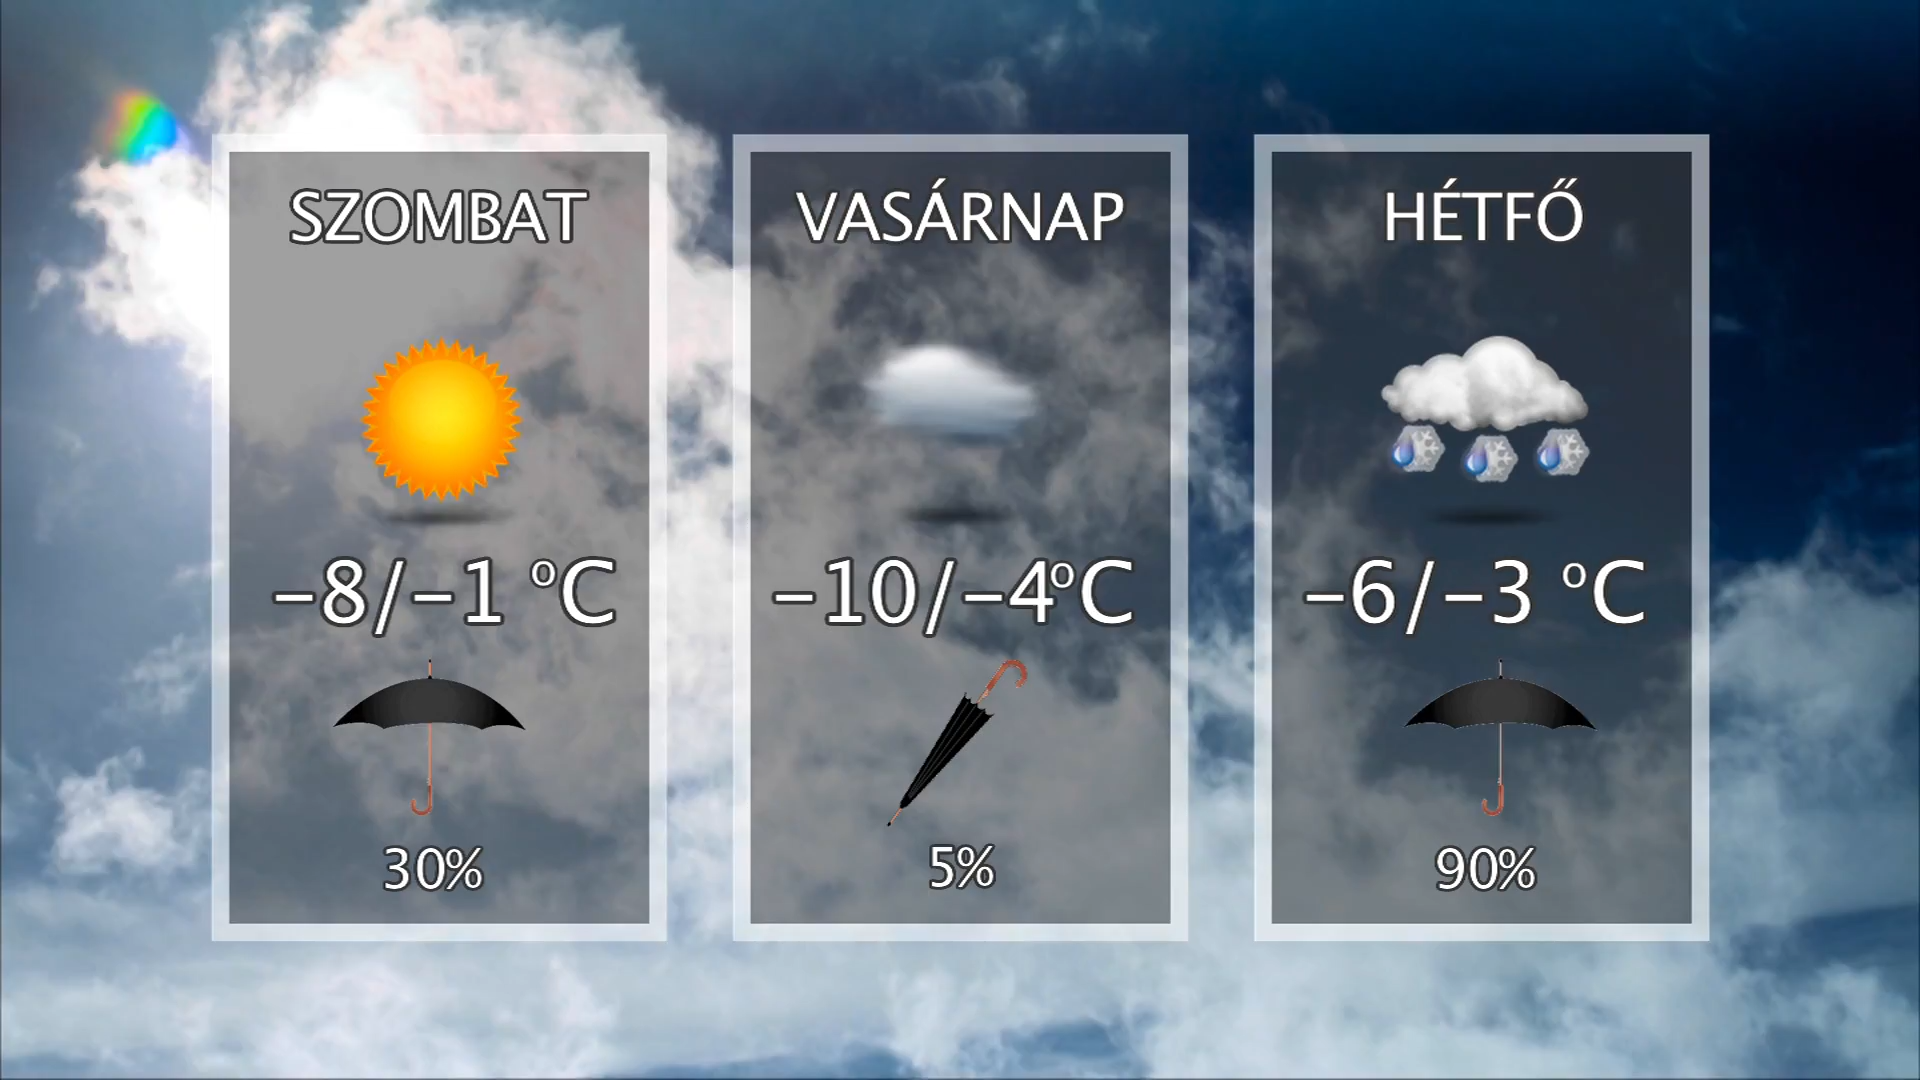 SZOMBAT
-8/-1 °C
30%
VASÁRNAP
-10/-4°C
5%
HÉTFŐ
-6/-3 °C
90%